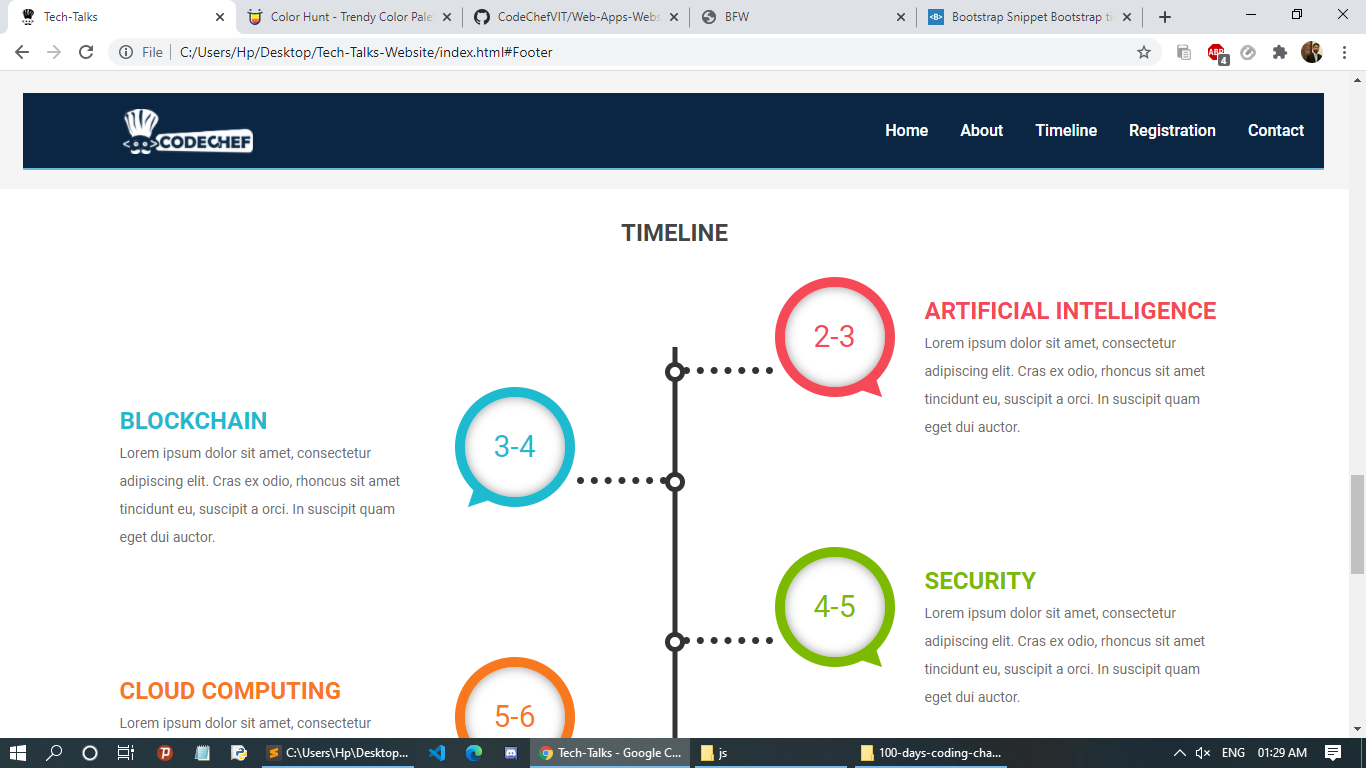 Tech-Talks
Color Hunt - Trendy Color Pale
CodeChefVIT/Web-Apps-Webs
BFW
<B>
Bootstrap Snippet Bootstrap ti
File
C:/Users/Hp/Desktop/Tech-Talks-Website/index.html#Footer
ABP
4
CODECHEF
Home
About
Timeline
Registration
Contact
TIMELINE
2-3
ARTIFICIAL INTELLIGENCE
Lorem ipsum dolor sit amet, consectetur
adipiscing elit. Cras ex odio, rhoncus sit amet
tincidunt eu, suscipit a orci. In suscipit quam
eget dui auctor.
BLOCKCHAIN
Lorem ipsum dolor sit amet, consectetur
adipiscing elit. Cras ex odio, rhoncus sit amet
tincidunt eu, suscipit a orci. In suscipit quam
eget dui auctor.
3-4
4-5
SECURITY
Lorem ipsum dolor sit amet, consectetur
adipiscing elit. Cras ex odio, rhoncus sit amet
tincidunt eu, suscipit a orci. In suscipit quam
eget dui auctor.
CLOUD COMPUTING
Lorem ipsum dolor sit amet, consectetur
5-6
C:\Users\Hp\Desktop...
Tech-Talks - Google C...
js
100-days-coding-cha...
ENG
01:29 AM